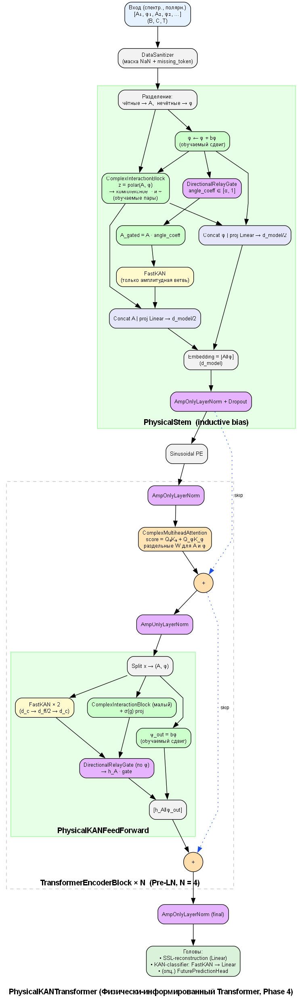 Вход (спектр., полярн.)
[A₁, φ₁, A₂, φ₂, ...]
(B, C, T)
DataSanitizer
(маска NaN + missing_token)
Разделение:
чётные → A, нечётные → φ
φ ← φ + bφ
(обучаемый сдвиг)
ComplexInteractionBlock
z = polar(A, φ)
→ комплексное · и ÷
(обучаемые пары)
DirectionalRelayGate
angle_coeff ∈ [α, 1]
A_gated = A · angle_coeff
Concat φ | proj Linear → d_model/2
FastKAN
(только амплитудная ветвь)
Concat A | proj Linear → d_model/2
Embedding = [A‖φ]
(d_model)
AmpOnlyLayerNorm + Dropout
PhysicalStem (inductive bias)
Sinusoidal PE
AmpOnlyLayerNorm
skip
ComplexMultiheadAttention
score = QₐKₐ + Q_φK_φ
раздельные W для A и φ
+
AmpOnlyLayerNorm
Split x → (A, φ)
FastKAN × 2
(d_c → d_ff/2 → d_c)
ComplexInteractionBlock (малый)
+ σ(g)·proj
skip
φ_out = bφ
(обучаемый сдвиг)
DirectionalRelayGate (по φ)
→ h_A · gate
[h_A‖φ_out]
PhysicalKANFeedForward
+
TransformerEncoderBlock × N (Pre-LN, N = 4)
AmpOnlyLayerNorm (final)
Головы:
• SSL-reconstruction (Linear)
• KAN-classifier: FastKAN → Linear
• (опц.) FuturePredictionHead
PhysicalKANTransformer (Физически-информированный Transformer, Phase 4)